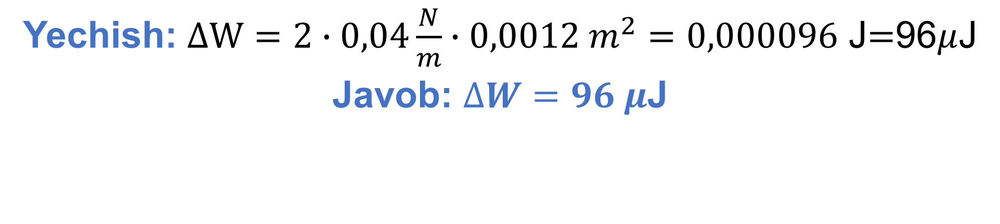 Yechish: ΔW = 2 · 0,04 N/m · 0,0012 m² = 0,000096 J=96μJ
Javob: ΔW = 96 μJ